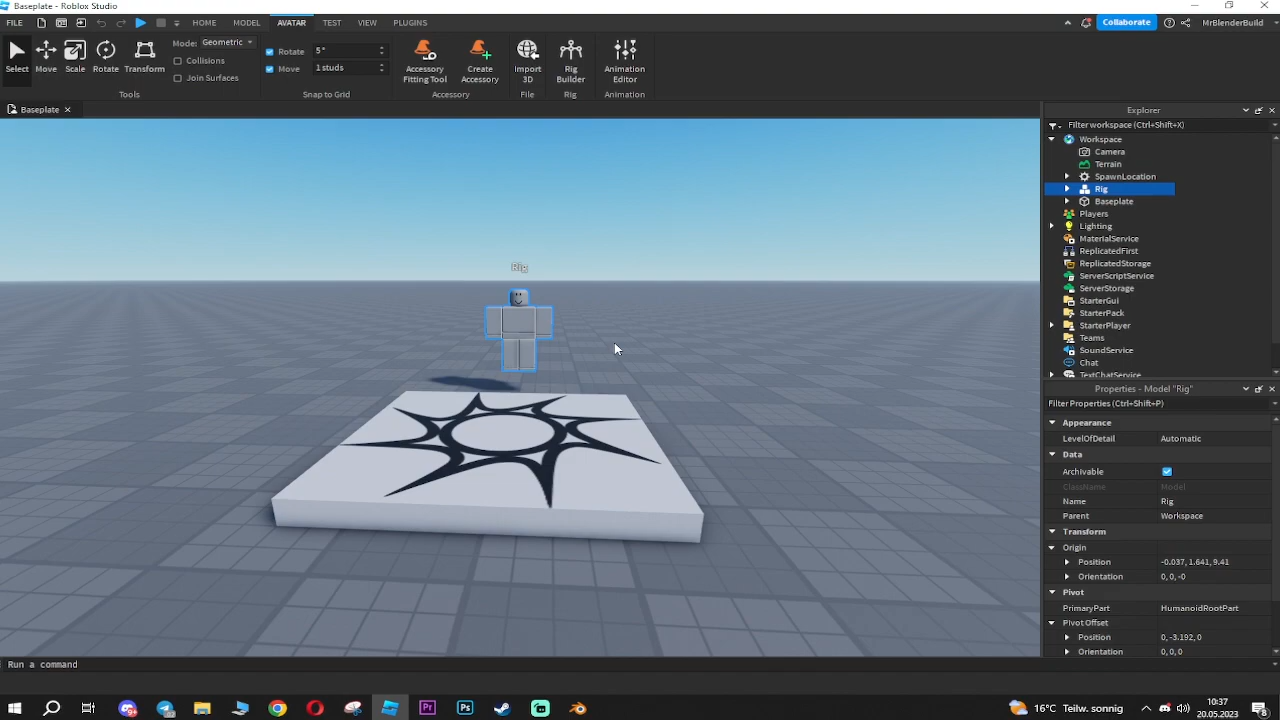 Baseplate - Roblox Studio
FILE
HOME
MODEL
AVATAR
TEST
VIEW
PLUGINS
Collaborate
MrBlenderBuild
Select
Move
Scale
Rotate
Transform
Mode: Geometric
Collisions
Join Surfaces
Tools
Rotate 5°
Move 1 studs
Snap to Grid
Accessory Fitting Tool
Create Accessory
Accessory
Import 3D
File
Rig Builder
Rig
Animation Editor
Animation
Baseplate
Explorer
Filter workspace (Ctrl+Shift+X)
Workspace
Camera
Terrain
SpawnLocation
Rig
Baseplate
Players
Lighting
MaterialService
ReplicatedFirst
ReplicatedStorage
ServerScriptService
ServerStorage
StarterGui
StarterPack
StarterPlayer
Teams
SoundService
Chat
TextChatService
Rig
Properties - Model "Rig"
Filter Properties (Ctrl+Shift+P)
Appearance
LevelOfDetail Automatic
Data
Archivable
ClassName Model
Name Rig
Parent Workspace
Transform
Origin
Position -0.037, 1.641, 9.41
Orientation 0, 0, -0
Pivot
PrimaryPart HumanoidRootPart
Pivot Offset
Position 0, -3.192, 0
Orientation 0, 0, 0
Run a command
Pr
Ps
16°C Teilw. sonnig
10:37
20.05.2023
8